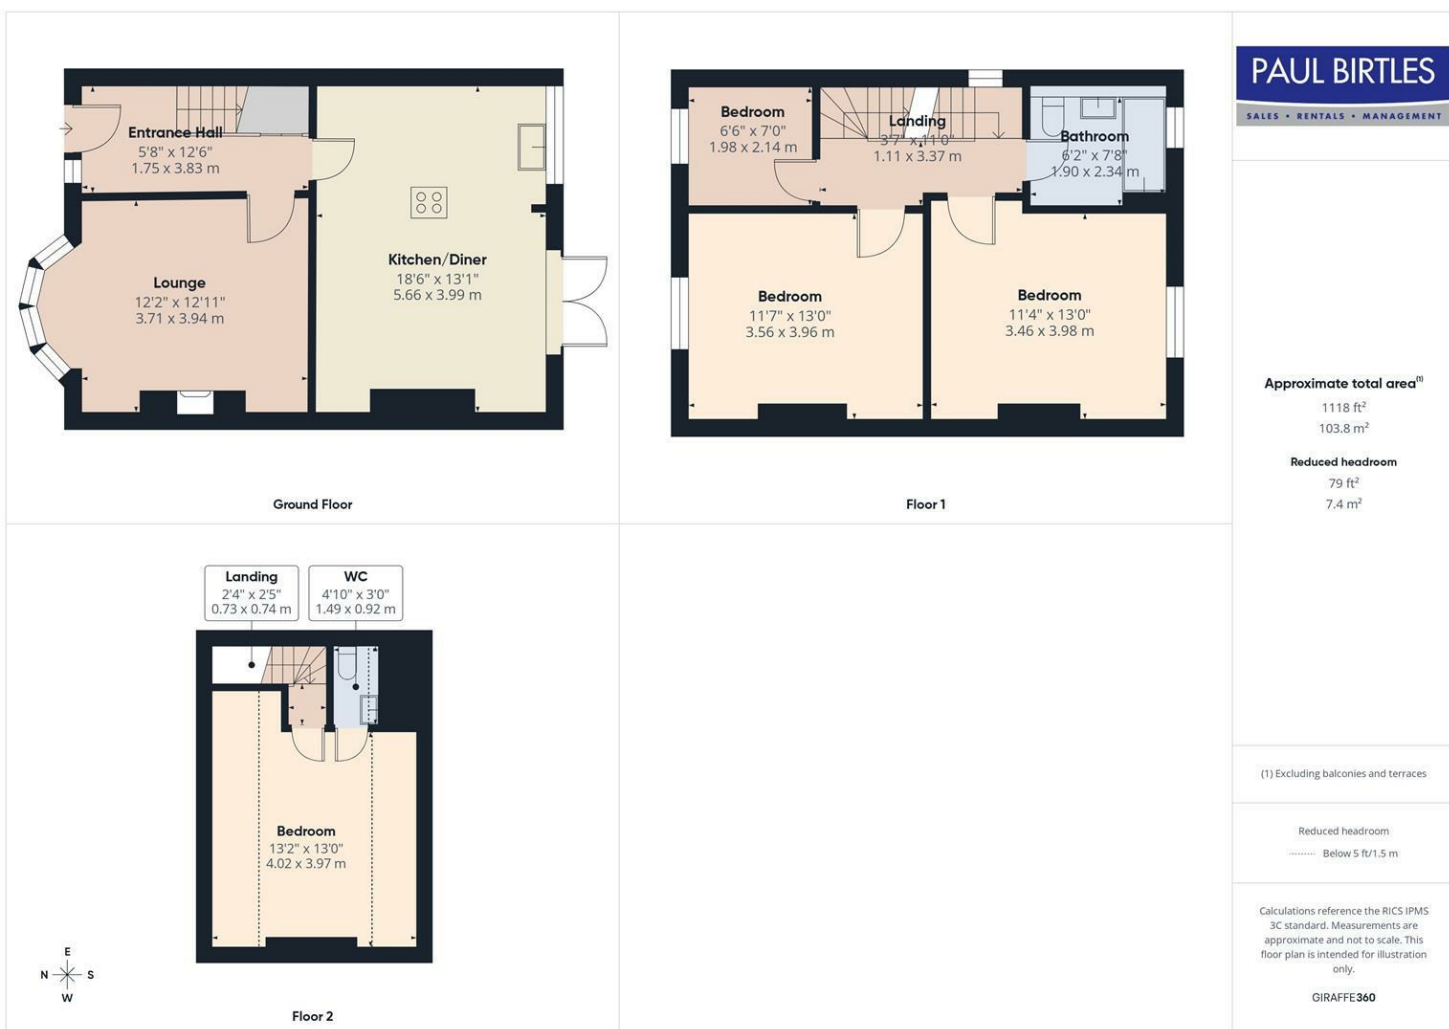 Entrance Hall
5'8" x 12'6"
1.75 x 3.83 m
Lounge
12'2" x 12'11"
3.71 x 3.94 m
Kitchen/Diner
18'6" x 13'1"
5.66 x 3.99 m
Ground Floor
Bedroom
6'6" x 7'0"
1.98 x 2.14 m
Landing
3'7" x 11'0"
1.11 x 3.37 m
Bathroom
6'2" x 7'8"
1.90 x 2.34 m
Bedroom
11'7" x 13'0"
3.56 x 3.96 m
Bedroom
11'4" x 13'0"
3.46 x 3.98 m
Floor 1
Landing
2'4" x 2'5"
0.73 x 0.74 m
WC
4'10" x 3'0"
1.49 x 0.92 m
Bedroom
13'2" x 13'0"
4.02 x 3.97 m
E
N S
W
Floor 2
PAUL BIRTLES
SALES • RENTALS • MANAGEMENT
Approximate total area(1)
1118 ft²
103.8 m²
Reduced headroom
79 ft²
7.4 m²
(1) Excluding balconies and terraces
Reduced headroom
Below 5 ft/1.5 m
Calculations reference the RICS IPMS
3C standard. Measurements are
approximate and not to scale. This
floor plan is intended for illustration
only.
GIRAFFE360